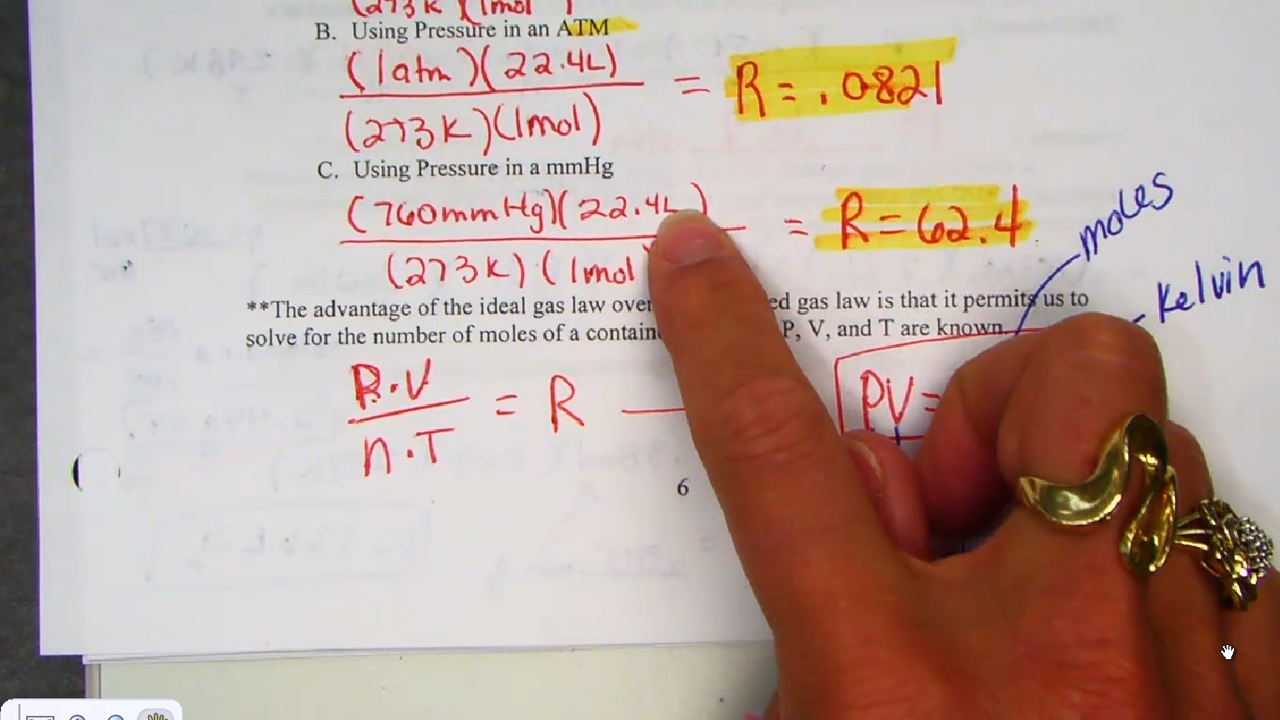 (273K)(1mol)
B. Using Pressure in an ATM
(1atm)(22.4L)
(273K)(1mol)
= R = .0821
C. Using Pressure in a mmHg
(760mmHg)(22.4L)
(273K)(1mol
= R = 62.4
moles
Kelvin
**The advantage of the ideal gas law over ed gas law is that it permits us to
solve for the number of moles of a contain P, V, and T are known.
P.V
n.T
= R
PV =
6